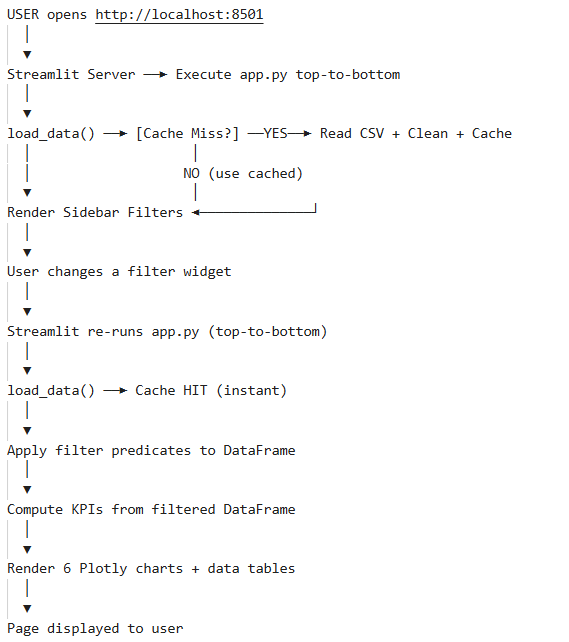 USER opens http://localhost:8501
Streamlit Server ──► Execute app.py top-to-bottom
load_data() ──► [Cache Miss?] ──YES──► Read CSV + Clean + Cache
NO (use cached)
Render Sidebar Filters ◄──────────────┘
User changes a filter widget
Streamlit re-runs app.py (top-to-bottom)
load_data() ──► Cache HIT (instant)
Apply filter predicates to DataFrame
Compute KPIs from filtered DataFrame
Render 6 Plotly charts + data tables
Page displayed to user